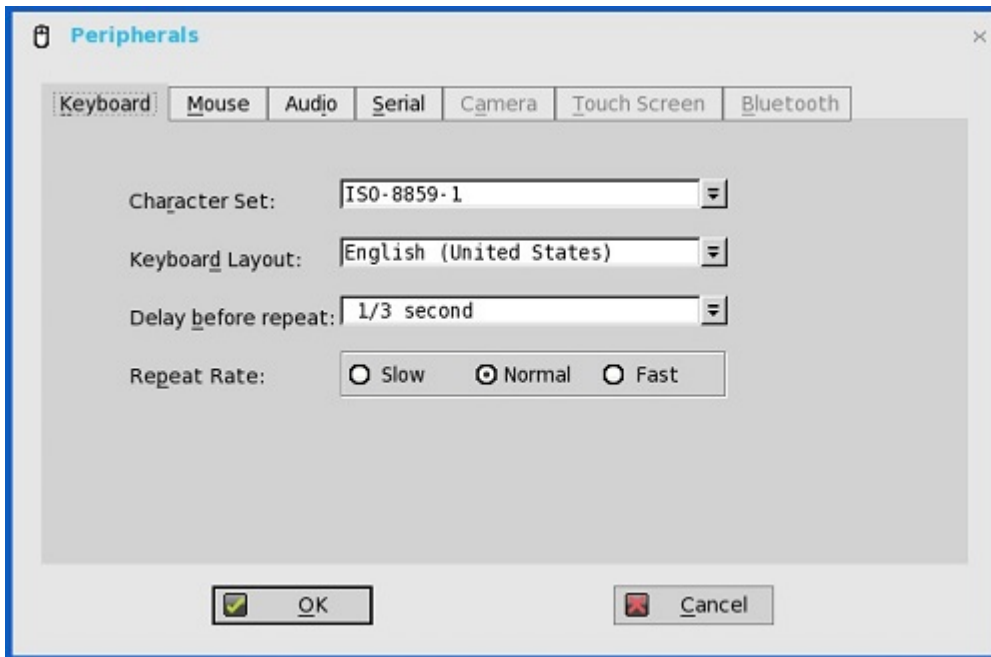 Peripherals
Keyboard Mouse Audio Serial Camera Touch Screen Bluetooth
Character Set: ISO-8859-1
Keyboard Layout: English (United States)
Delay before repeat: 1/3 second
Repeat Rate: Slow Normal Fast
OK Cancel